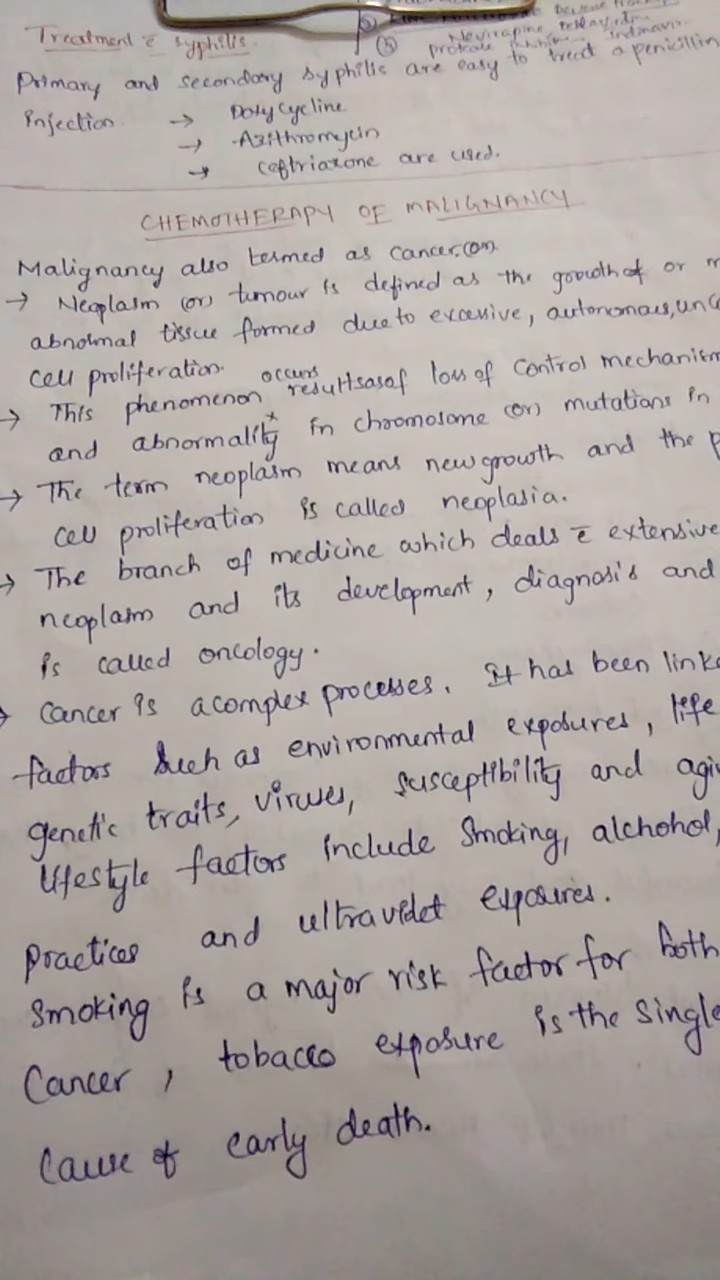 Treatment c̄ syphilis.
⑤
Nevirapine
⑤ protease
Primary and secondary syphilis are easy to treat c̄ penicillin
injection. → Doxycycline
→ Azithromycin
→ ceftriaxone are used.
CHEMOTHERAPY OF MALIGNANCY
Malignancy also termed as cancer. (or)
→ Neoplasm (or) tumour is defined as the growth of or
abnormal tissue formed due to excessive, autonomous,
cell proliferation.
→ This phenomenon occurs resultsasof loss of control mechanism
and abnormality in chromosome (or) mutations in
→ The term neoplasm means new growth and the
cell proliferation is called neoplasia.
→ The branch of medicine which deals c̄ extensive
neoplasm and its development, diagnosis and
is called oncology.
→ Cancer is acomplex processes. It has been
factors such as environmental exposures, life
genetic traits, viruses, susceptibility and
lifestyle factors include smoking, alchohol,
practices and ultraviolet exposures.
Smoking is a major risk factor for both
Cancer, tobacco exposure is the single
Cause of early death.